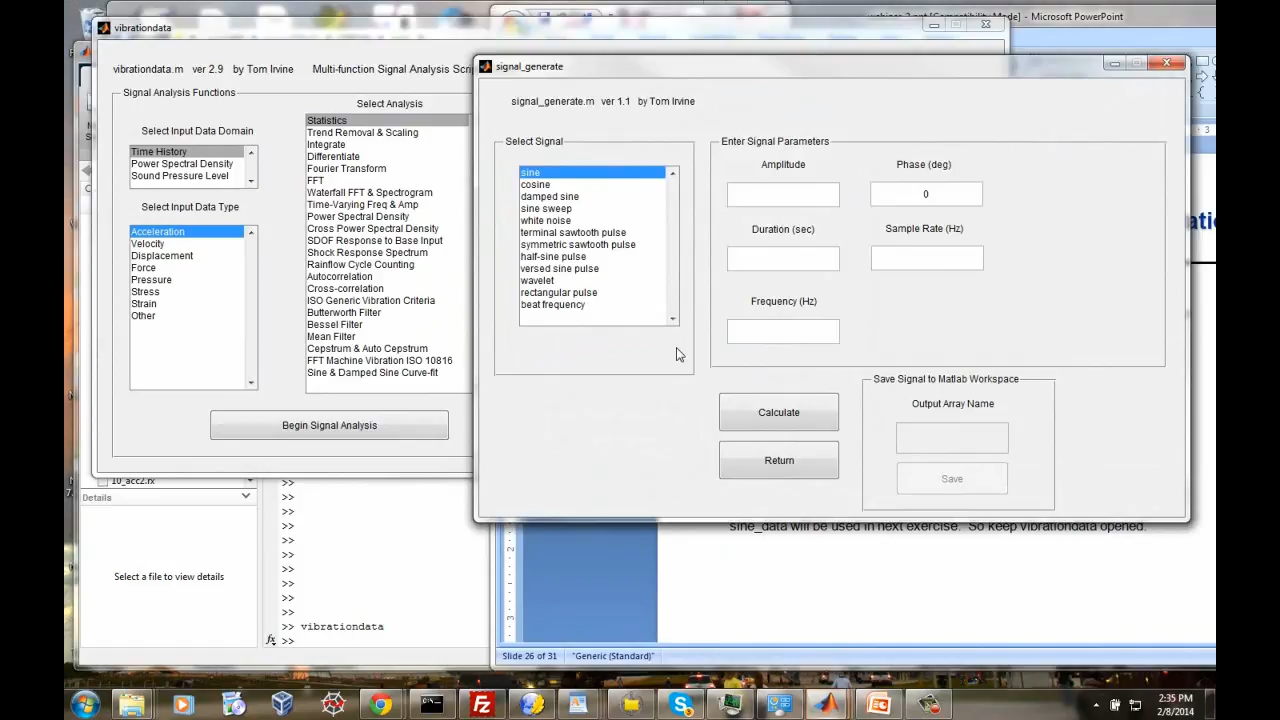 vibrationdata
- Microsoft PowerPoint
vibrationdata.m ver 2.9 by Tom Irvine
Multi-function Signal Analysis
Signal Analysis Functions
Select Input Data Domain
Time History
Power Spectral Density
Sound Pressure Level
Select Input Data Type
Acceleration
Velocity
Displacement
Force
Pressure
Stress
Strain
Other
Select Analysis
Statistics
Trend Removal & Scaling
Integrate
Differentiate
Fourier Transform
FFT
Waterfall FFT & Spectrogram
Time-Varying Freq & Amp
Power Spectral Density
Cross Power Spectral Density
SDOF Response to Base Input
Shock Response Spectrum
Rainflow Cycle Counting
Autocorrelation
Cross-correlation
ISO Generic Vibration Criteria
Butterworth Filter
Bessel Filter
Mean Filter
Cepstrum & Auto Cepstrum
FFT Machine Vibration ISO 10816
Sine & Damped Sine Curve-fit
Begin Signal Analysis
signal_generate
signal_generate.m ver 1.1 by Tom Irvine
Select Signal
sine
cosine
damped sine
sine sweep
white noise
terminal sawtooth pulse
symmetric sawtooth pulse
half-sine pulse
versed sine pulse
wavelet
rectangular pulse
beat frequency
Enter Signal Parameters
Amplitude
Phase (deg)
0
Duration (sec)
Sample Rate (Hz)
Frequency (Hz)
Calculate
Return
Save Signal to Matlab Workspace
Output Array Name
Save
10_acc2.rx
Details
Select a file to view details
>>
>>
>>
>>
>>
>>
>>
>>
>>
>>
>> vibrationdata
fx >>
sine_data will be used in next exercise. So keep vibrationdata opened.
Slide 26 of 31
"Generic (Standard)"
2:35 PM
2/8/2014